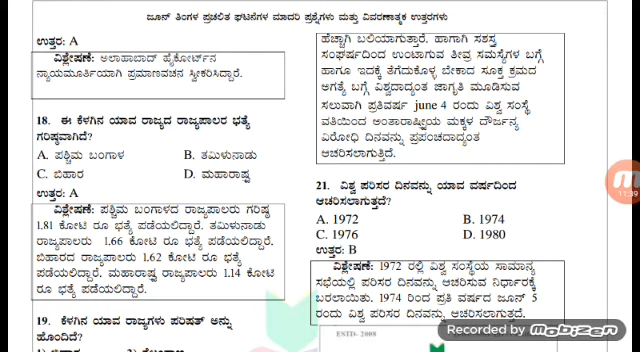 ಜೂನ್ ತಿಂಗಳ ಪ್ರಚಲಿತ ಘಟನೆಗಳ ಮಾದರಿ ಪ್ರಶ್ನೆಗಳು ಮತ್ತು ವಿವರಣಾತ್ಮಕ ಉತ್ತರಗಳು
ಉತ್ತರ: A
ವಿಶ್ಲೇಷಣೆ: ಅಲಾಹಾಬಾದ್ ಹೈಕೋರ್ಟ್‌ನ
ನ್ಯಾಯಮೂರ್ತಿಯಾಗಿ ಪ್ರಮಾಣವಚನ ಸ್ವೀಕರಿಸಿದ್ದಾರೆ.
18. ಈ ಕೆಳಗಿನ ಯಾವ ರಾಜ್ಯದ ರಾಜ್ಯಪಾಲರ ಭತ್ಯೆ
ಗರಿಷ್ಠವಾಗಿದೆ?
A. ಪಶ್ಚಿಮ ಬಂಗಾಳ B. ತಮಿಳುನಾಡು
C. ಬಿಹಾರ D. ಮಹಾರಾಷ್ಟ್ರ
ಉತ್ತರ: A
ವಿಶ್ಲೇಷಣೆ: ಪಶ್ಚಿಮ ಬಂಗಾಳದ ರಾಜ್ಯಪಾಲರು ಗರಿಷ್ಠ
1.81 ಕೋಟಿ ರೂ ಭತ್ಯೆ ಪಡೆಯಲಿದ್ದಾರೆ. ತಮಿಳುನಾಡು
ರಾಜ್ಯಪಾಲರು 1.66 ಕೋಟಿ ರೂ ಭತ್ಯೆ ಪಡೆಯಲಿದ್ದಾರೆ.
ಬಿಹಾರದ ರಾಜ್ಯಪಾಲರು 1.62 ಕೋಟಿ ರೂ ಭತ್ಯೆ
ಪಡೆಯಲಿದ್ದಾರೆ. ಮಹಾರಾಷ್ಟ್ರ ರಾಜ್ಯಪಾಲರು 1.14 ಕೋಟಿ
ರೂ ಭತ್ಯೆ ಪಡೆಯಲಿದ್ದಾರೆ.
19. ಕೆಳಗಿನ ಯಾವ ರಾಜ್ಯಗಳು ಪರಿಷತ್ ಅನ್ನು
ಹೊಂದಿದೆ?
ಹೆಚ್ಚಾಗಿ ಬಲಿಯಾಗುತ್ತಾರೆ. ಹಾಗಾಗಿ ಸಶಸ್ತ್ರ
ಸಂಘರ್ಷದಿಂದ ಉಂಟಾಗುವ ತೀವ್ರ ಸಮಸ್ಯೆಗಳ ಬಗ್ಗೆ
ಹಾಗೂ ಇದಕ್ಕೆ ತೆಗೆದುಕೊಳ್ಳ ಬೇಕಾದ ಸೂಕ್ತ ಕ್ರಮದ
ಅಗತ್ಯೆ ಬಗ್ಗೆ ವಿಶ್ವದಾದ್ಯಂತ ಜಾಗೃತಿ ಮೂಡಿಸುವ
ಸಲುವಾಗಿ ಪ್ರತಿವರ್ಷ june 4 ರಂದು ವಿಶ್ವ ಸಂಸ್ಥೆ
ವತಿಯಿಂದ ಅಂತಾರಾಷ್ಟ್ರೀಯ ಮಕ್ಕಳ ದೌರ್ಜನ್ಯ
ವಿರೋಧಿ ದಿನವನ್ನು ಪ್ರಪಂಚದಾದ್ಯಂತ
ಆಚರಿಸಲಾಗುತ್ತಿದೆ.
21. ವಿಶ್ವ ಪರಿಸರ ದಿನವನ್ನು ಯಾವ ವರ್ಷದಿಂದ
ಆಚರಿಸಲಾಗುತ್ತದೆ?
A. 1972 B. 1974
C. 1976 D. 1980
ಉತ್ತರ: B
ವಿಶ್ಲೇಷಣೆ: 1972 ರಲ್ಲಿ ವಿಶ್ವ ಸಂಸ್ಥೆಯ ಸಾಮಾನ್ಯ
ಸಭೆಯಲ್ಲಿ ಪರಿಸರ ದಿನವನ್ನು ಆಚರಿಸುವ ನಿರ್ಧಾರಕ್ಕೆ
ಬರಲಾಯಿತು. 1974 ರಿಂದ ಪ್ರತಿ ವರ್ಷದ ಜೂನ್ 5
ರಂದು ವಿಶ್ವ ಪರಿಸರ ದಿನವನ್ನು ಆಚರಿಸಲಾಗುತ್ತದೆ.
ESTD- 2008
11:39
Recorded by Mobizen